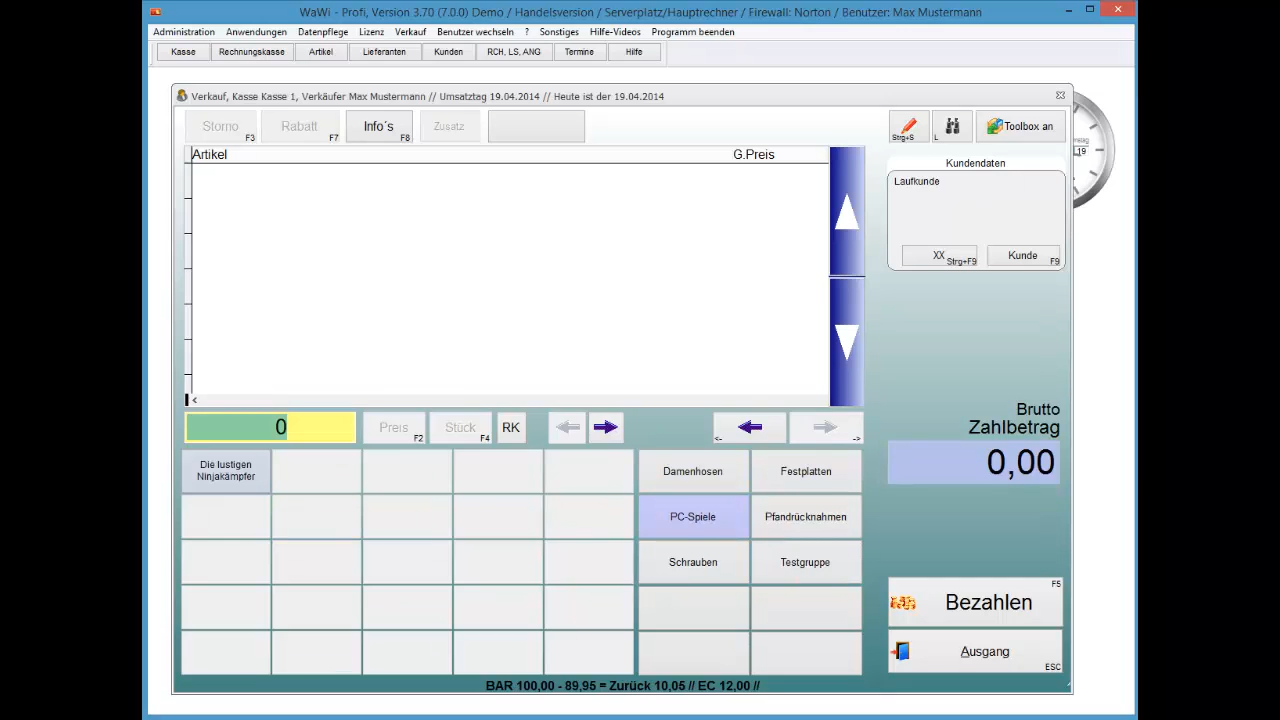 WaWi - Profi, Version 3.70 (7.0.0) Demo / Handelsversion / Serverplatz/Hauptrechner / Firewall: Norton / Benutzer: Max Mustermann
Administration Anwendungen Datenpflege Lizenz Verkauf Benutzer wechseln ? Sonstiges Hilfe-Videos Programm beenden
Kasse Rechnungskasse Artikel Lieferanten Kunden RCH, LS, ANG Termine Hilfe
Verkauf, Kasse Kasse 1, Verkäufer Max Mustermann // Umsatztag 19.04.2014 // Heute ist der 19.04.2014
Storno F3 Rabatt F7 Info´s F8 Zusatz Strg+S L Toolbox an
Artikel G.Preis
19
Kundendaten
Laufkunde
XX Strg+F9 Kunde F9
<
Brutto
Zahlbetrag
0,00
0 Preis F2 Stück F4 RK <- ->
Die lustigen
Ninjakämpfer
Damenhosen Festplatten
PC-Spiele Pfandrücknahmen
Schrauben Testgruppe
Bezahlen F5
Ausgang ESC
BAR 100,00 - 89,95 = Zurück 10,05 // EC 12,00 //